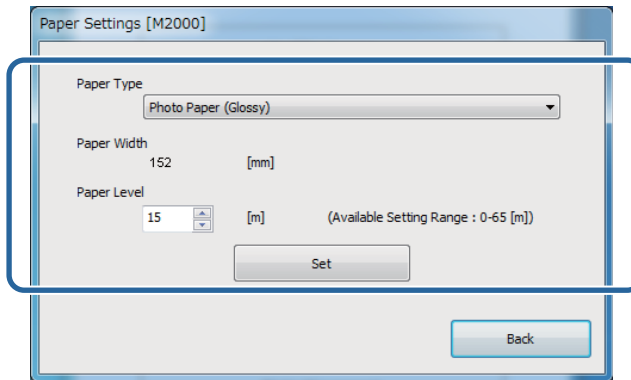 Paper Settings [M2000]
Paper Type
Photo Paper (Glossy)
Paper Width
152 [mm]
Paper Level
15 [m] (Available Setting Range : 0-65 [m])
Set
Back